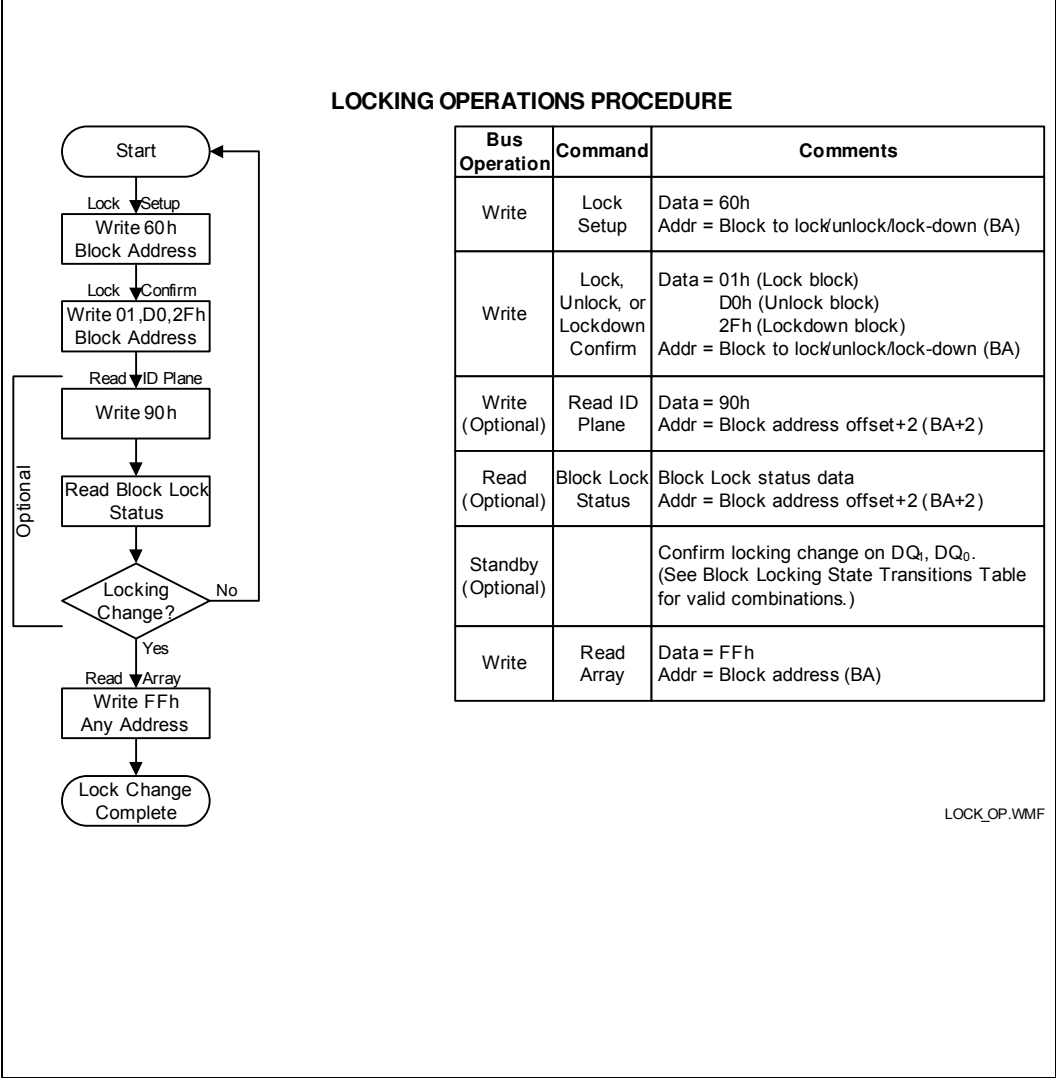 LOCKING OPERATIONS PROCEDURE
Start
Lock Setup
Write 60h
Block Address
Lock Confirm
Write 01,D0,2Fh
Block Address
Read ID Plane
Write 90h
Optional
Read Block Lock
Status
Locking
Change?
No
Yes
Read Array
Write FFh
Any Address
Lock Change
Complete
Bus
Operation
Command
Comments
Write
Lock
Setup
Data = 60h
Addr = Block to lock/unlock/lock-down (BA)
Write
Lock,
Unlock, or
Lockdown
Confirm
Data = 01h (Lock block)
D0h (Unlock block)
2Fh (Lockdown block)
Addr = Block to lock/unlock/lock-down (BA)
Write
(Optional)
Read ID
Plane
Data = 90h
Addr = Block address offset+2 (BA+2)
Read
(Optional)
Block Lock
Status
Block Lock status data
Addr = Block address offset+2 (BA+2)
Standby
(Optional)
Confirm locking change on DQ₁, DQ₀.
(See Block Locking State Transitions Table
for valid combinations.)
Write
Read
Array
Data = FFh
Addr = Block address (BA)
LOCK_OP.WMF